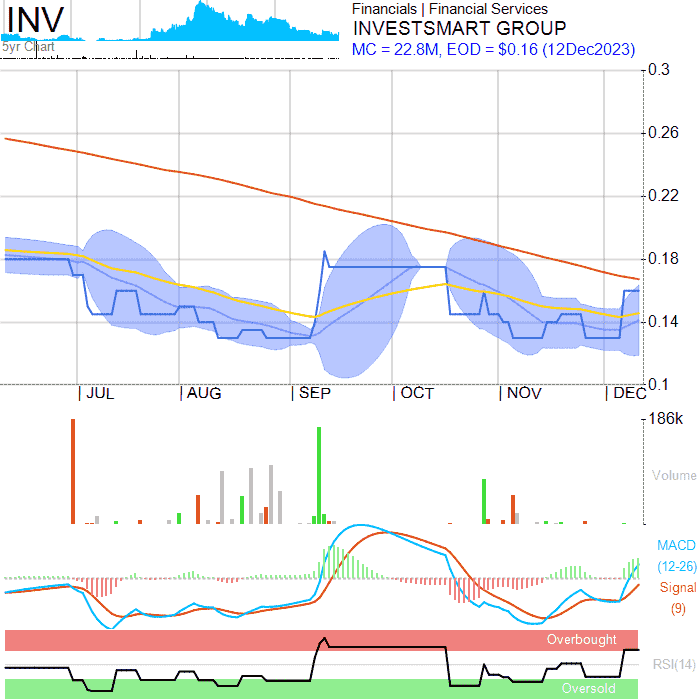 INV
5yr Chart
Financials | Financial Services
INVESTSMART GROUP
MC = 22.8M, EOD = $0.16 (12Dec2023)
0.3
0.26
0.22
0.18
0.14
0.1
| JUL
| AUG
| SEP
| OCT
| NOV
| DEC
186k
Volume
MACD
(12-26)
Signal
(9)
Overbought
RSI(14)
Oversold